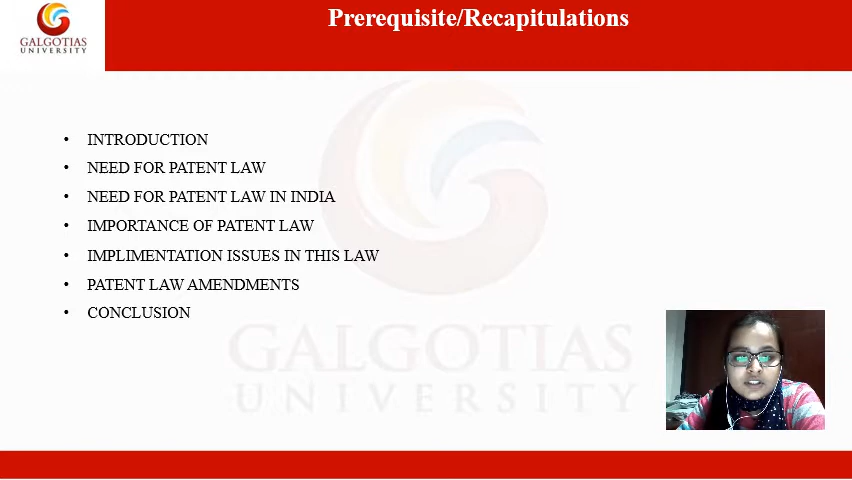 Prerequisite/Recapitulations
GALGOTIAS
UNIVERSITY
• INTRODUCTION
• NEED FOR PATENT LAW
• NEED FOR PATENT LAW IN INDIA
• IMPORTANCE OF PATENT LAW
• IMPLIMENTATION ISSUES IN THIS LAW
• PATENT LAW AMENDMENTS
• CONCLUSION
GALGOTIAS
UNIVERSITY